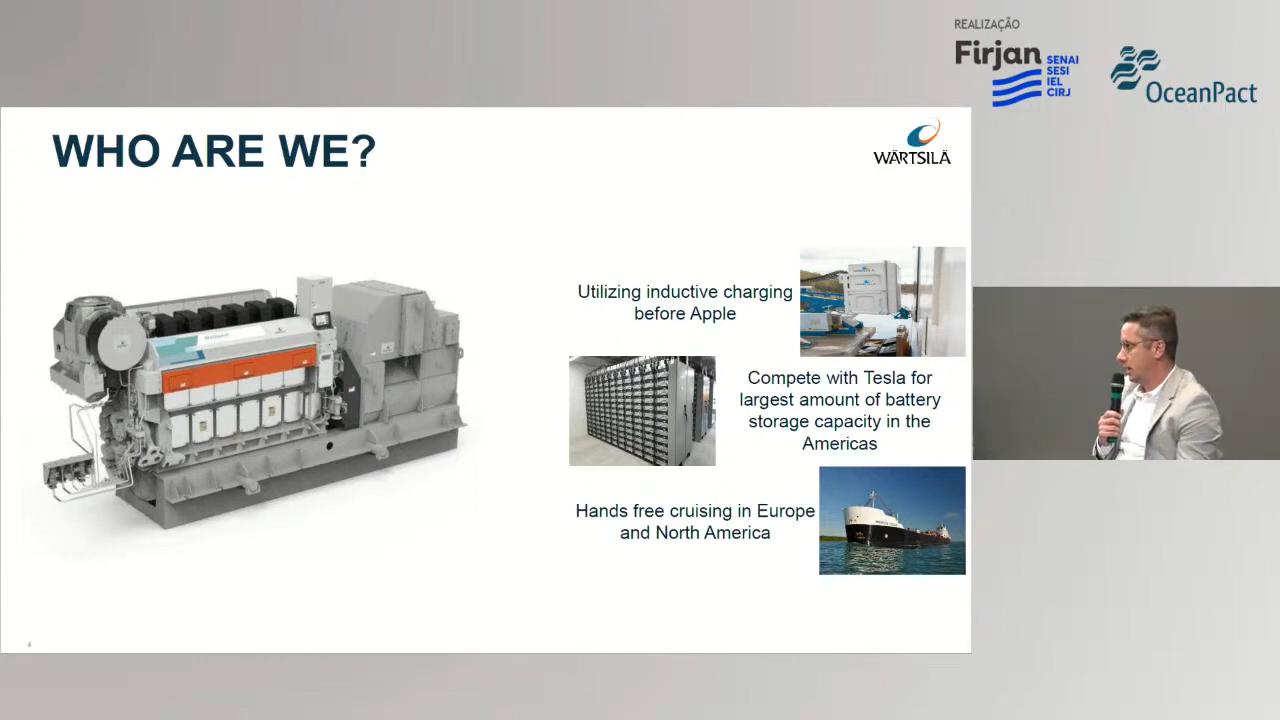 REALIZAÇÃO
Firjan
SENAI
SESI
IEL
CIRJ
OceanPact
WHO ARE WE?
WÄRTSILÄ
Utilizing inductive charging
before Apple
Compete with Tesla for
largest amount of battery
storage capacity in the
Americas
Hands free cruising in Europe
and North America
4